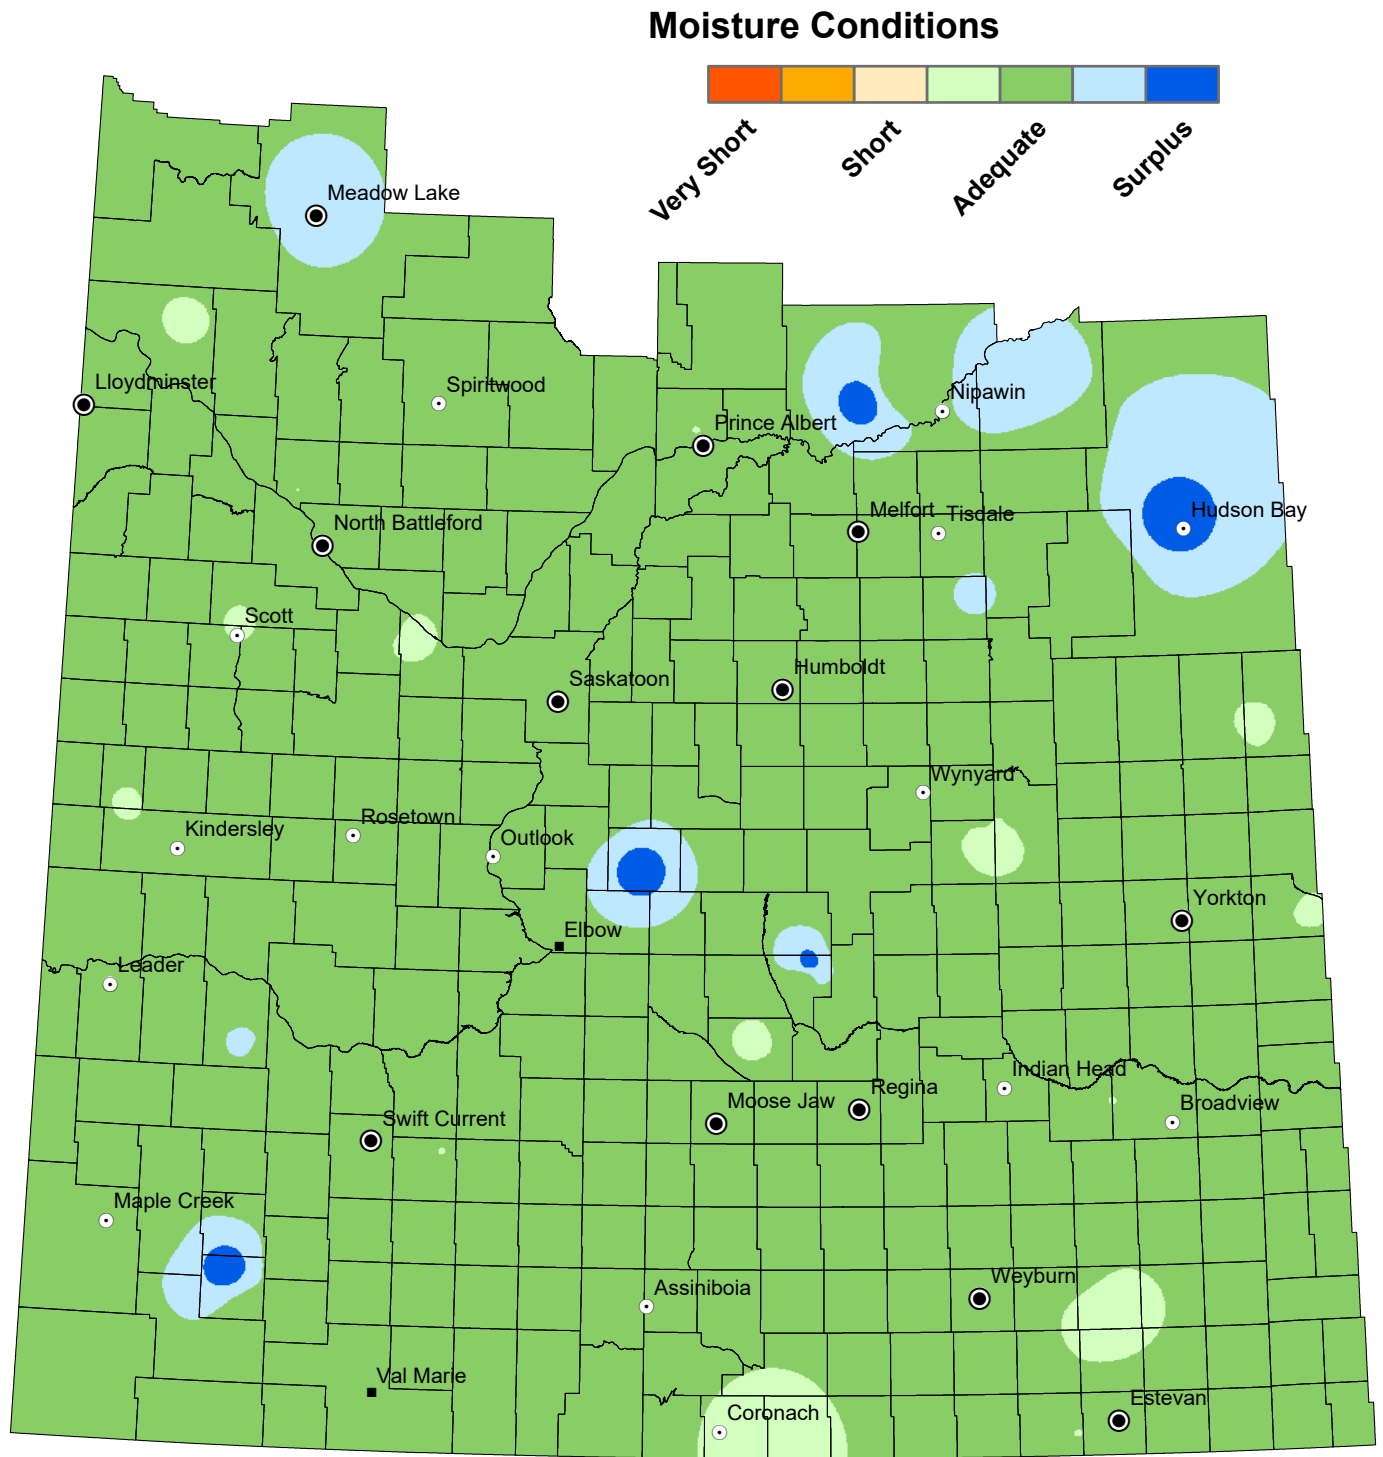 Moisture Conditions
Very Short
Short
Adequate
Surplus
Meadow Lake
Lloydminster
Spiritwood
Nipawin
Prince Albert
Melfort
Tisdale
Hudson Bay
North Battleford
Scott
Saskatoon
Humboldt
Wynyard
Kindersley
Rosetown
Outlook
Yorkton
Elbow
Leader
Indian Head
Regina
Moose Jaw
Broadview
Swift Current
Maple Creek
Weyburn
Assiniboia
Val Marie
Estevan
Coronach